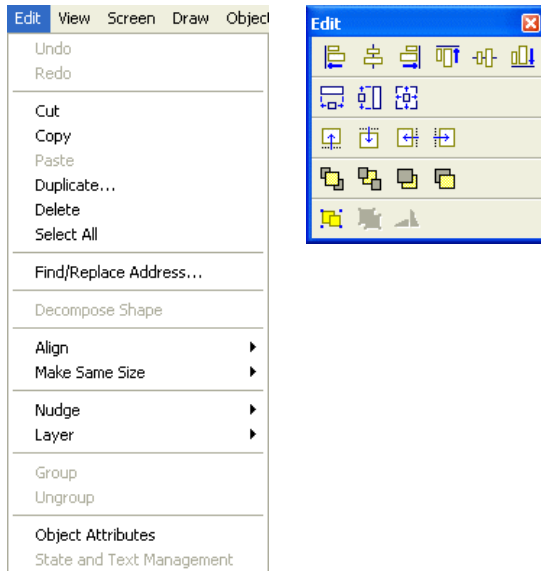 Edit View Screen Draw Objec
Undo
Redo
Cut
Copy
Paste
Duplicate...
Delete
Select All
Find/Replace Address...
Decompose Shape
Align
Make Same Size
Nudge
Layer
Group
Ungroup
Object Attributes
State and Text Management
Edit